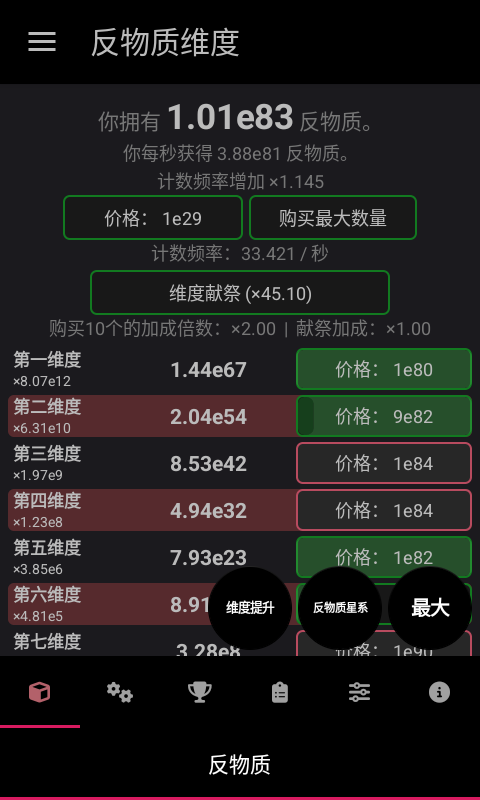 反物质维度
你拥有 1.01e83 反物质。
你每秒获得 3.88e81 反物质。
计数频率增加 ×1.145
价格： 1e29 购买最大数量
计数频率：33.421 / 秒
维度献祭 (×45.10)
购买10个的加成倍数：×2.00 | 献祭加成：×1.00
第一维度
×8.07e12
1.44e67
价格： 1e80
第二维度
×6.31e10
2.04e54
价格： 9e82
第三维度
×1.97e9
8.53e42
价格： 1e84
第四维度
×1.23e8
4.94e32
价格： 1e84
第五维度
×3.85e6
7.93e23
价格： 1e82
第六维度
×4.81e5
8.91
第七维度
3.28e8
价格： 1e90
维度提升
反物质星系
最大
反物质